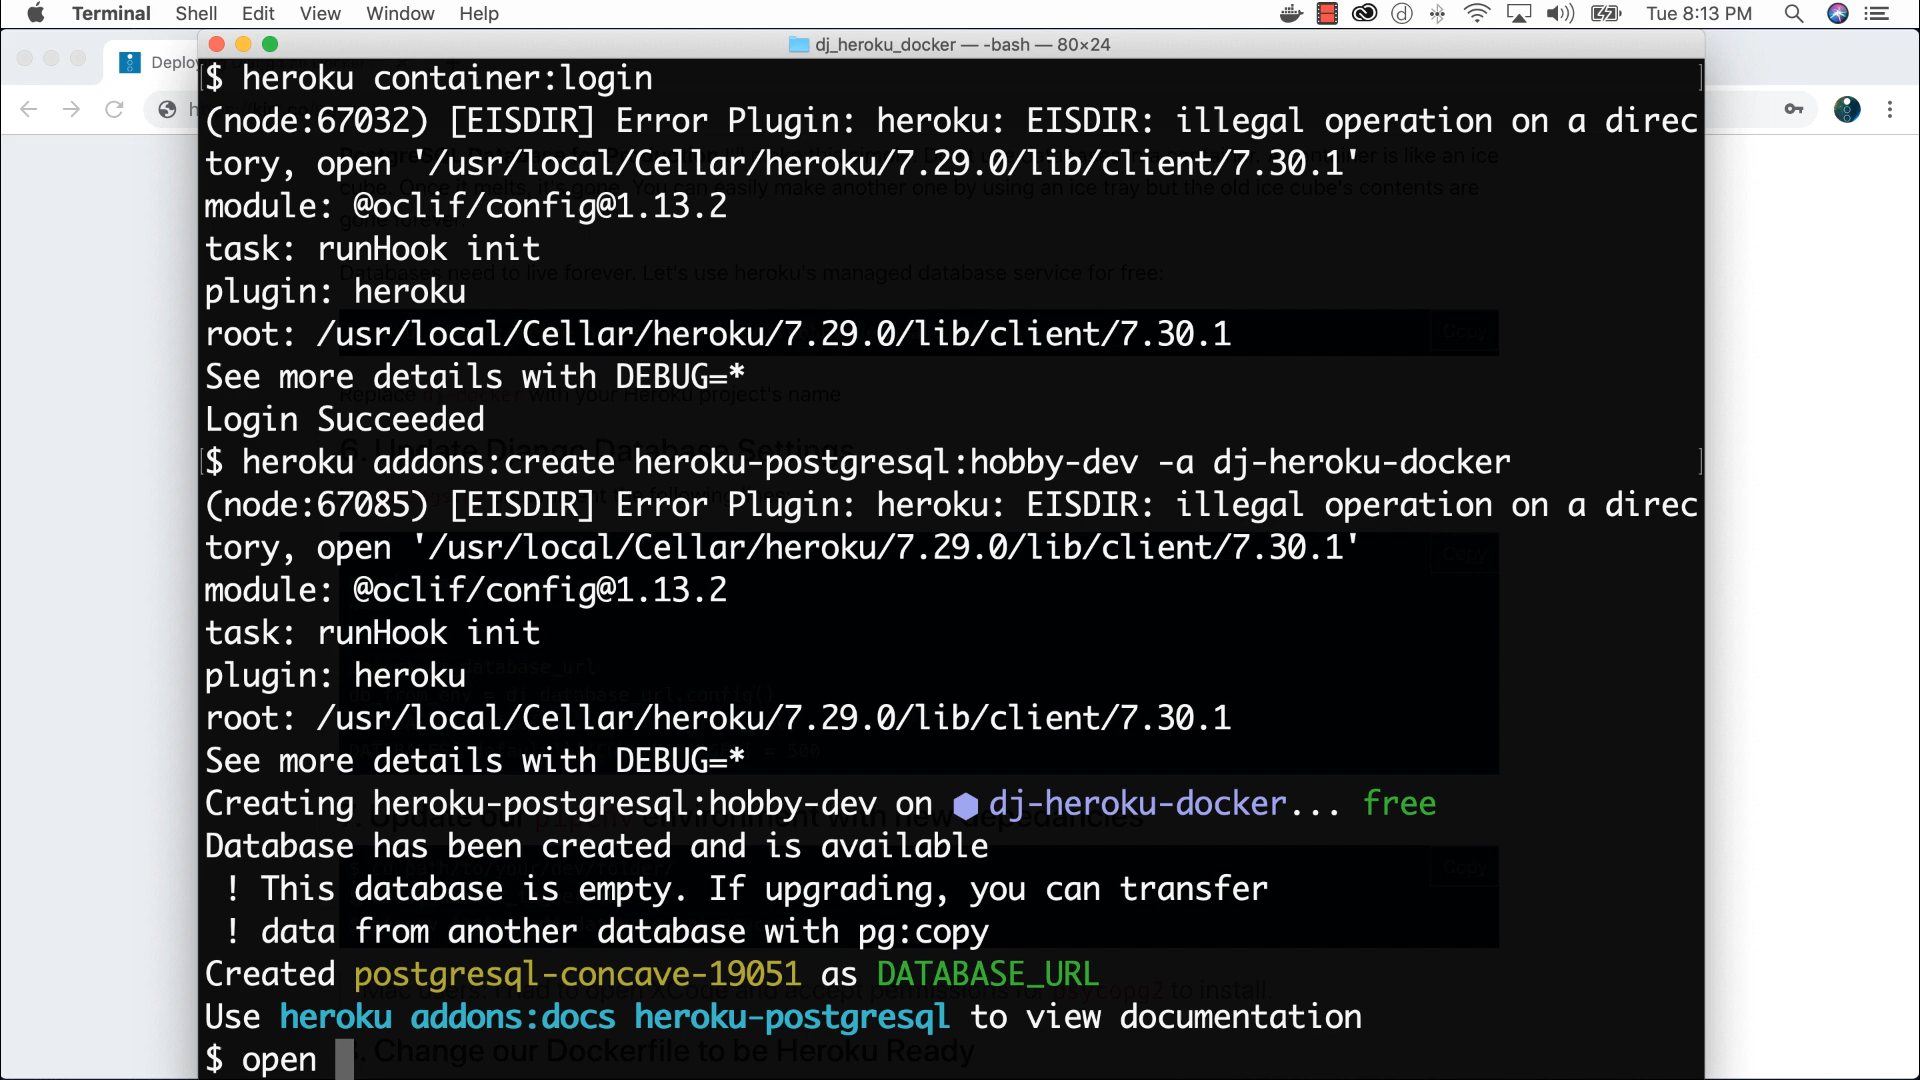 Terminal Shell Edit View Window Help Tue 8:13 PM
dj_heroku_docker — -bash — 80×24
Deploy
$ heroku container:login
(node:67032) [EISDIR] Error Plugin: heroku: EISDIR: illegal operation on a direc
tory, open '/usr/local/Cellar/heroku/7.29.0/lib/client/7.30.1'
module: @oclif/config@1.13.2
task: runHook init
plugin: heroku
root: /usr/local/Cellar/heroku/7.29.0/lib/client/7.30.1
See more details with DEBUG=*
Login Succeeded
$ heroku addons:create heroku-postgresql:hobby-dev -a dj-heroku-docker
(node:67085) [EISDIR] Error Plugin: heroku: EISDIR: illegal operation on a direc
tory, open '/usr/local/Cellar/heroku/7.29.0/lib/client/7.30.1'
module: @oclif/config@1.13.2
task: runHook init
plugin: heroku
root: /usr/local/Cellar/heroku/7.29.0/lib/client/7.30.1
See more details with DEBUG=*
Creating heroku-postgresql:hobby-dev on dj-heroku-docker... free
Database has been created and is available
! This database is empty. If upgrading, you can transfer
! data from another database with pg:copy
Created postgresql-concave-19051 as DATABASE_URL
Use heroku addons:docs heroku-postgresql to view documentation
$ open